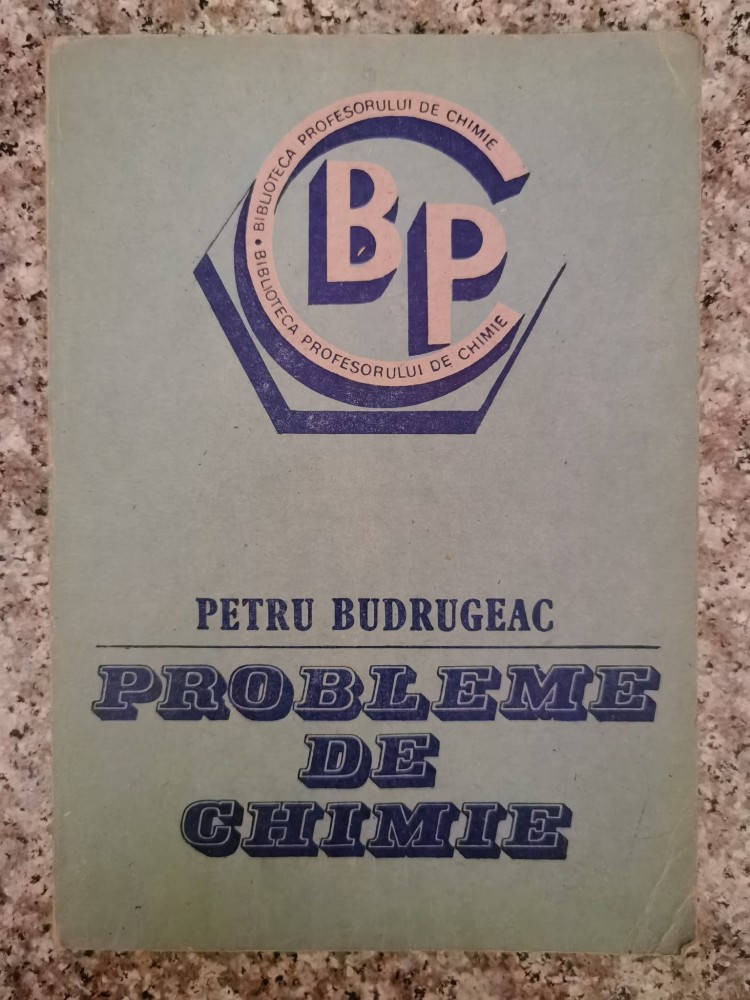 BIBLIOTECA PROFESORULUI DE CHIMIE • BIBLIOTECA PROFESORULUI DE CHIMIE
BP
PETRU BUDRUGEAC
PROBLEME
DE
CHIMIE